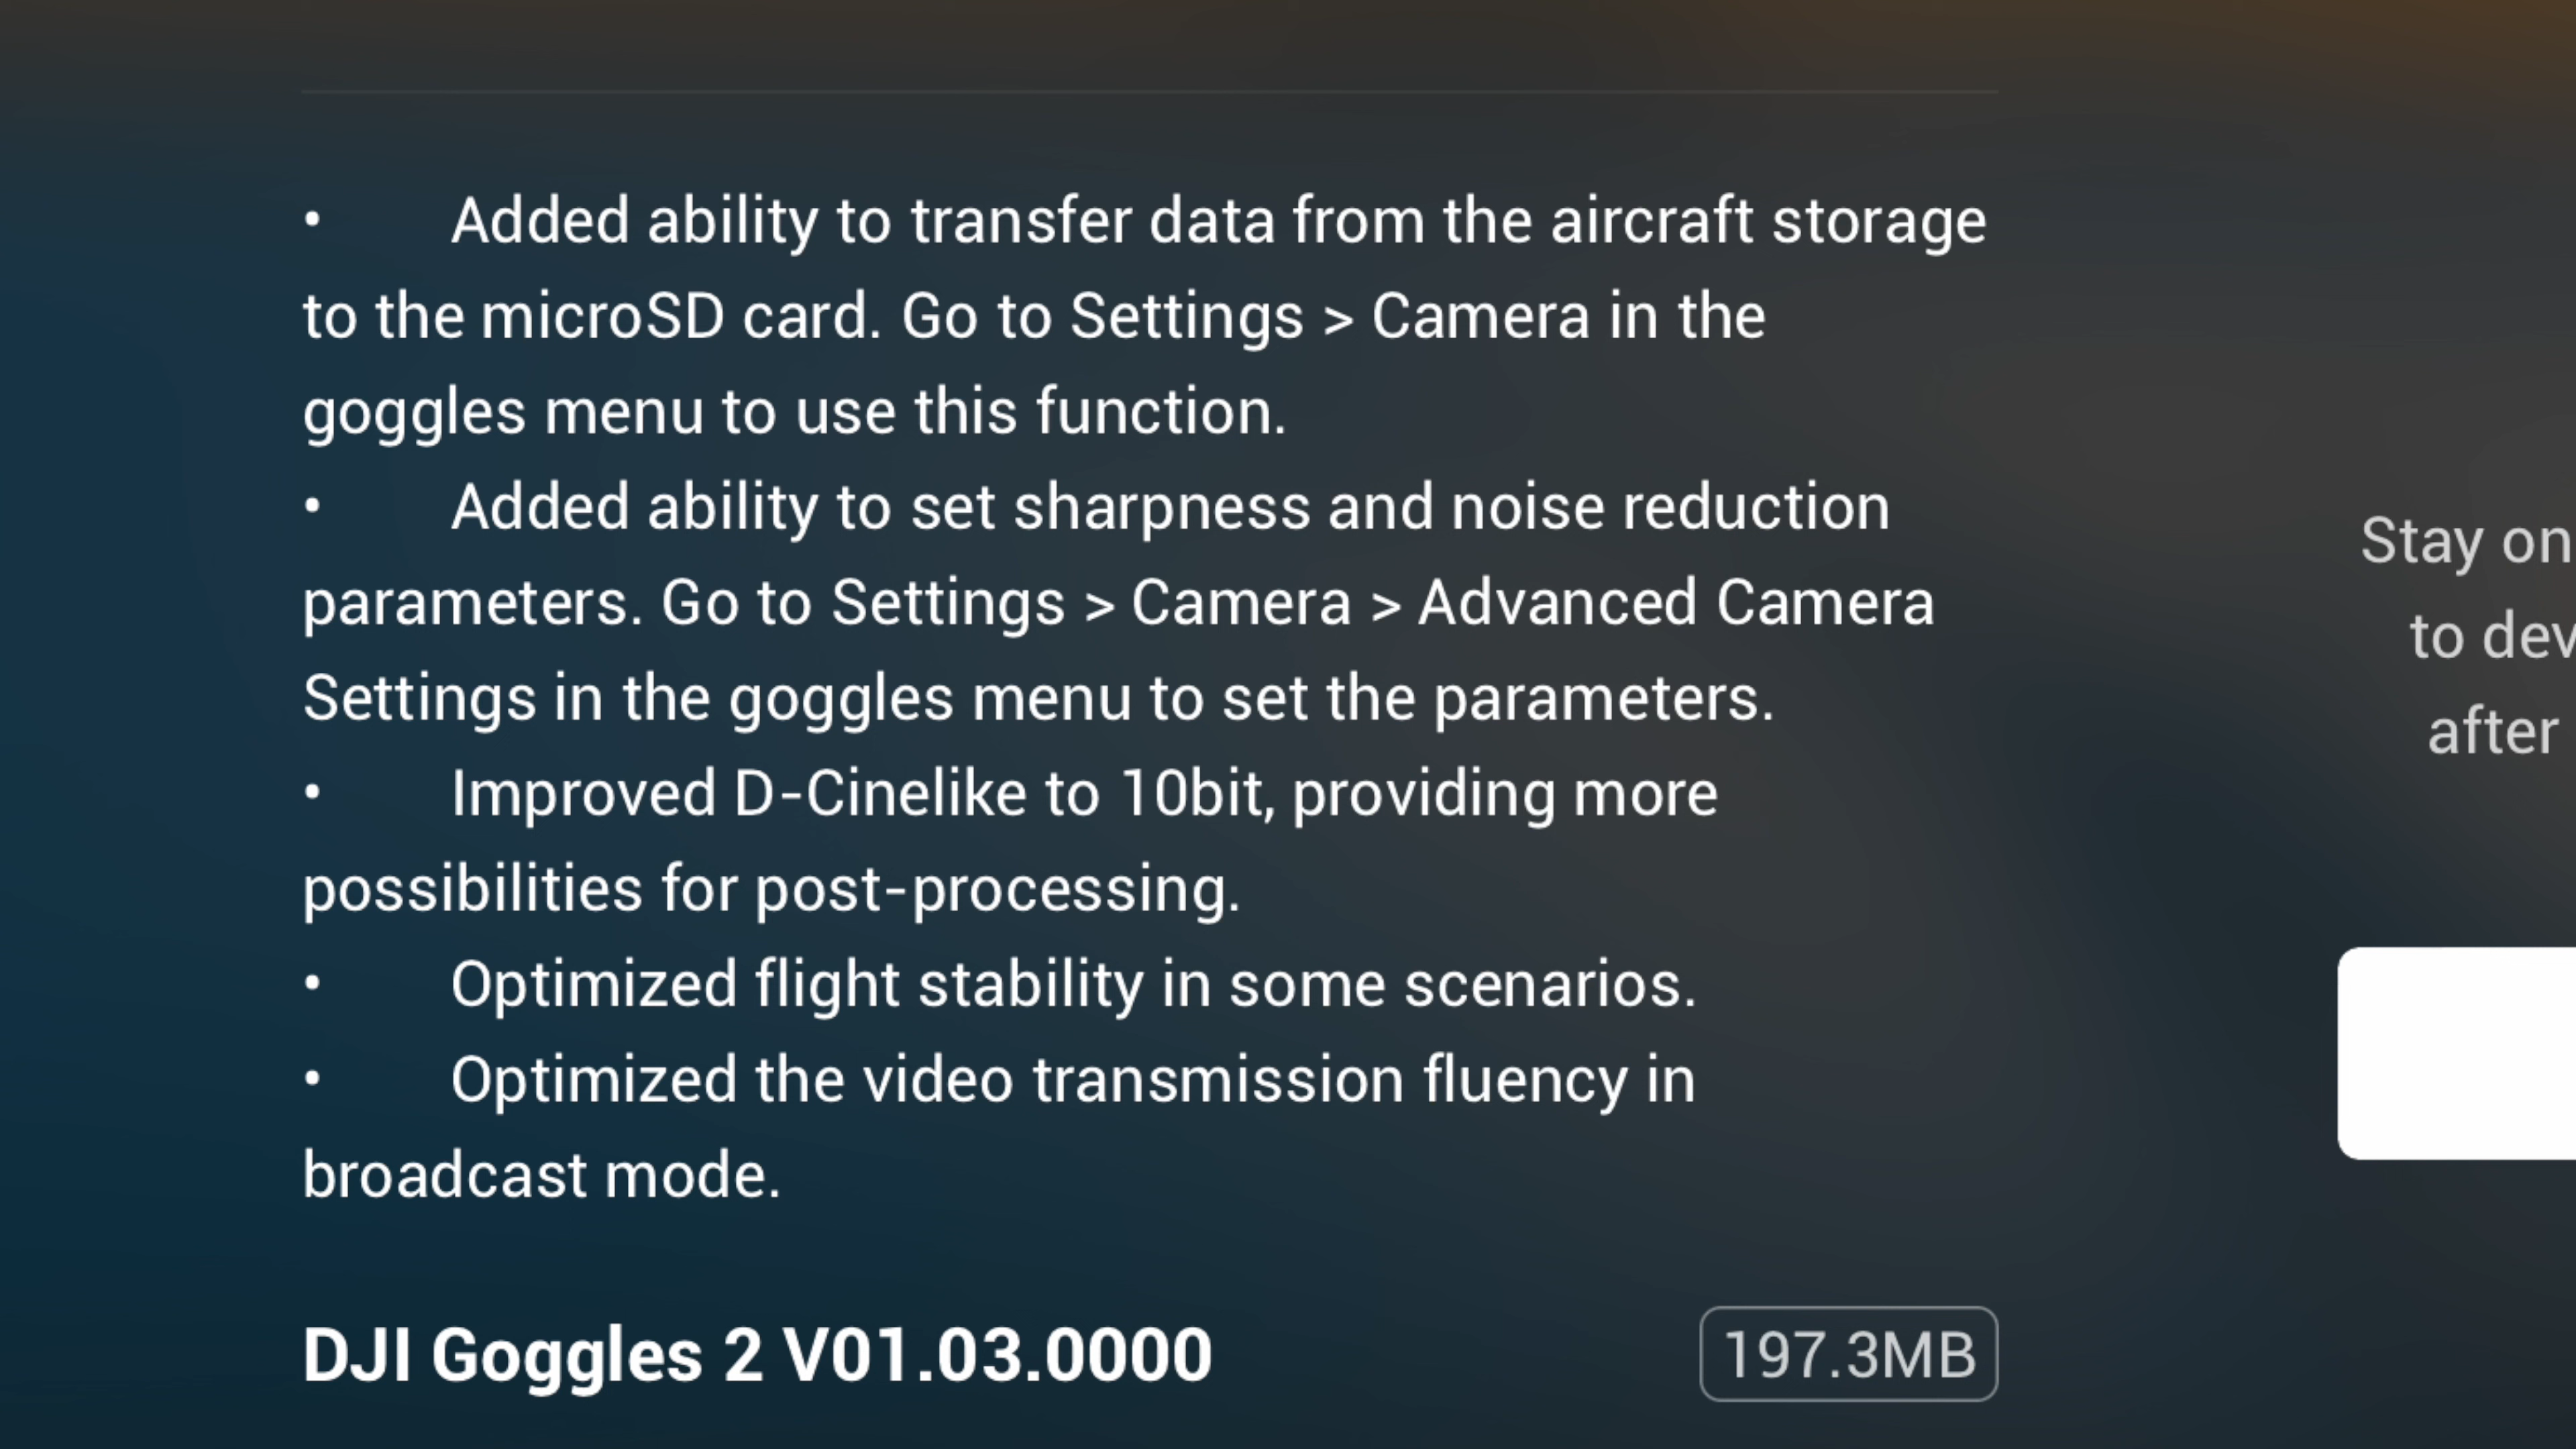 • Added ability to transfer data from the aircraft storage
to the microSD card. Go to Settings > Camera in the
goggles menu to use this function.
• Added ability to set sharpness and noise reduction
parameters. Go to Settings > Camera > Advanced Camera
Settings in the goggles menu to set the parameters.
• Improved D-Cinelike to 10bit, providing more
possibilities for post-processing.
• Optimized flight stability in some scenarios.
• Optimized the video transmission fluency in
broadcast mode.
DJI Goggles 2 V01.03.0000
197.3MB
Stay on
to dev
after